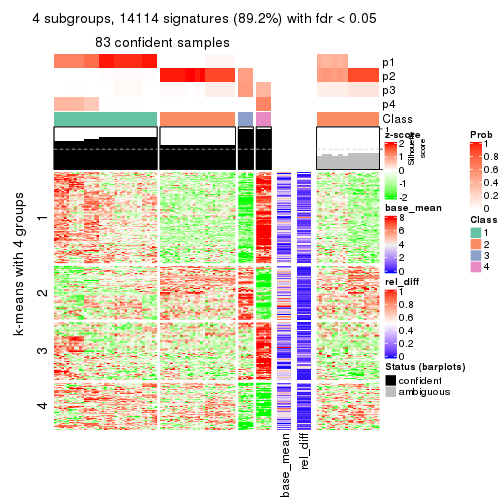 4 subgroups, 14114 signatures (89.2%) with fdr < 0.05
83 confident samples
p1
p2
p3
p4
Class
1
Silhouette
score
k-means with 4 groups
1
2
3
4
base_mean
rel_diff
z-score
2
1
0
-1
-2
base_mean
8
6
4
2
0
rel_diff
1
0.8
0.6
0.4
0.2
0
Status (barplots)
confident
ambiguous
Prob
1
0.8
0.6
0.4
0.2
0
Class
1
2
3
4